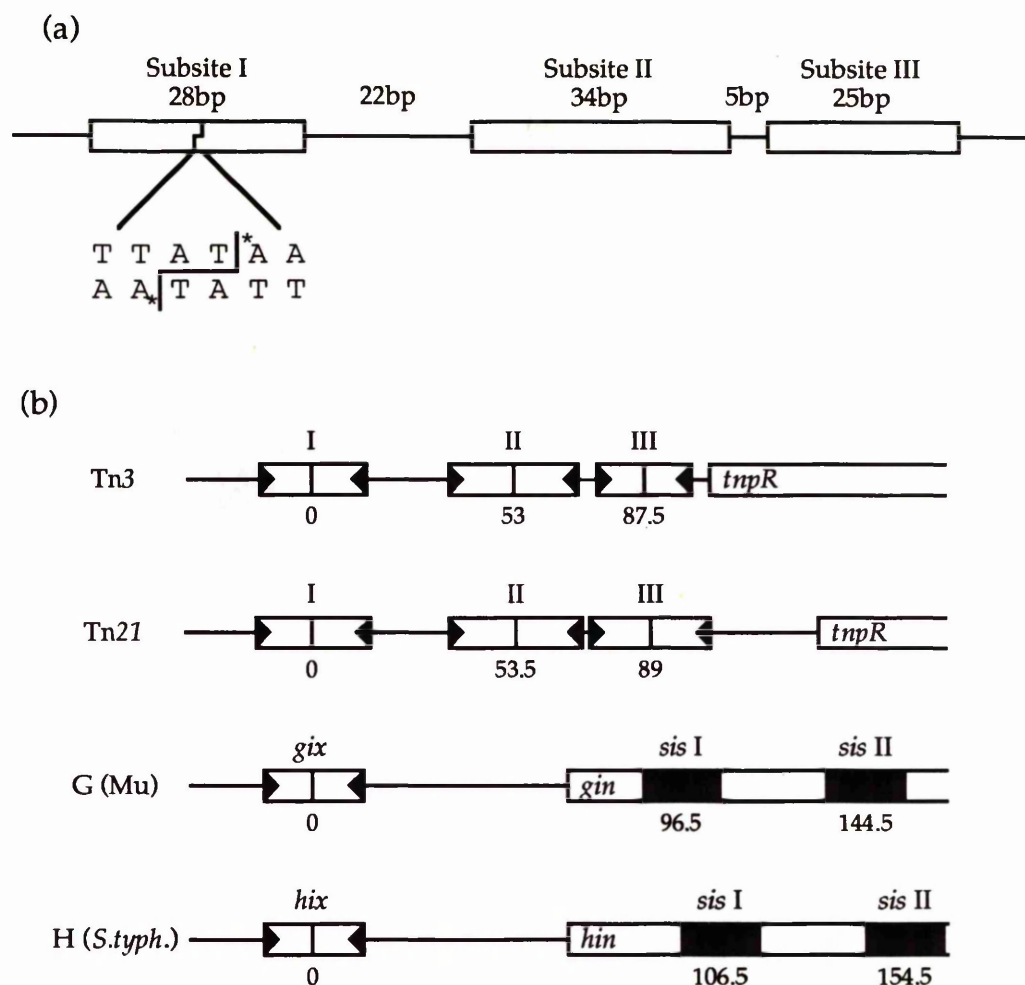 (a)
Subsite I
28bp
22bp
Subsite II
34bp
5bp
Subsite III
25bp
T T A T * A A
A A * T A T T
(b)
I II III
Tn3
tnpR
0 53 87.5
I II III
Tn21
tnpR
0 53.5 89
gix sis I sis II
G (Mu)
gin
0 96.5 144.5
hix sis I sis II
H (S.typh.)
hin
0 106.5 154.5